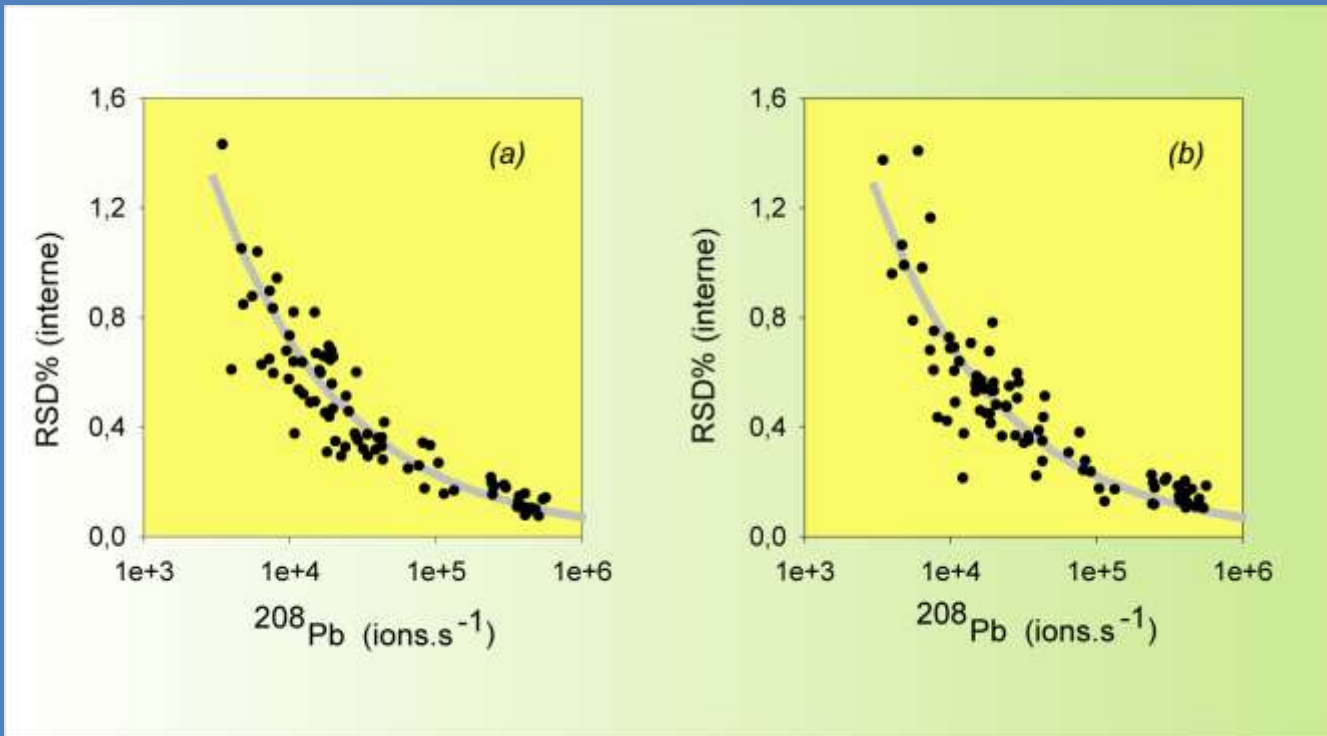 1,6
1,2
0,8
0,4
0,0
RSD% (interne)
(a)
1e+3 1e+4 1e+5 1e+6
208Pb (ions.s-1)
1,6
1,2
0,8
0,4
0,0
RSD% (interne)
(b)
1e+3 1e+4 1e+5 1e+6
208Pb (ions.s-1)